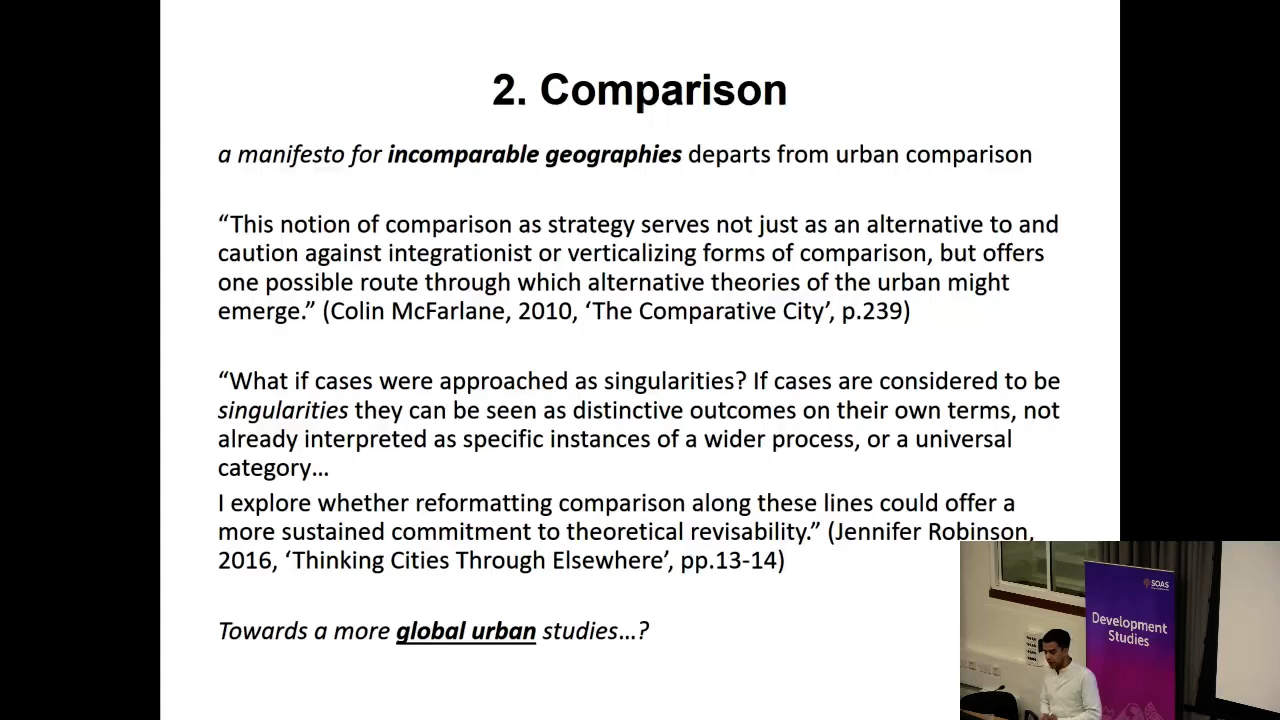 2. Comparison
a manifesto for incomparable geographies departs from urban comparison
“This notion of comparison as strategy serves not just as an alternative to and
caution against integrationist or verticalizing forms of comparison, but offers
one possible route through which alternative theories of the urban might
emerge.” (Colin McFarlane, 2010, ‘The Comparative City’, p.239)
“What if cases were approached as singularities? If cases are considered to be
singularities they can be seen as distinctive outcomes on their own terms, not
already interpreted as specific instances of a wider process, or a universal
category…
I explore whether reformatting comparison along these lines could offer a
more sustained commitment to theoretical revisability.” (Jennifer Robinson,
2016, ‘Thinking Cities Through Elsewhere’, pp.13-14)
Towards a more global urban studies…?
SOAS
Development
Studies